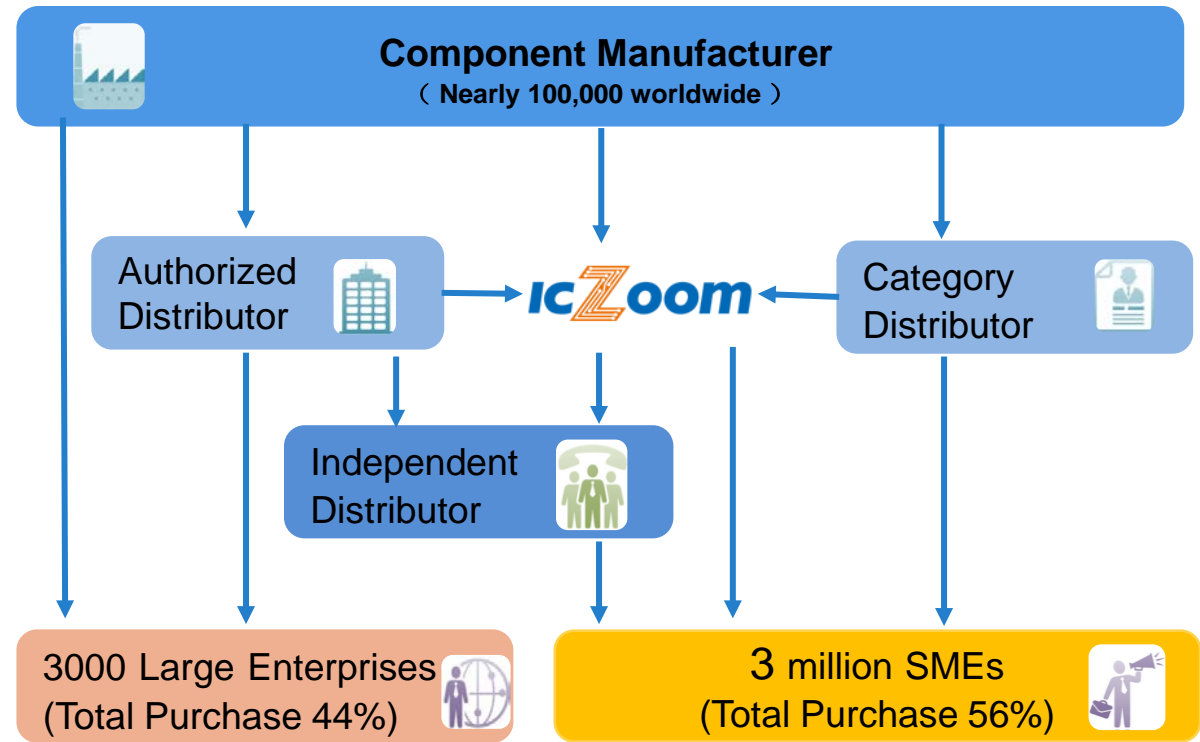 Component Manufacturer
（ Nearly 100,000 worldwide ）
Authorized
Distributor
ICZoom
Category
Distributor
Independent
Distributor
3000 Large Enterprises
(Total Purchase 44%)
3 million SMEs
(Total Purchase 56%)